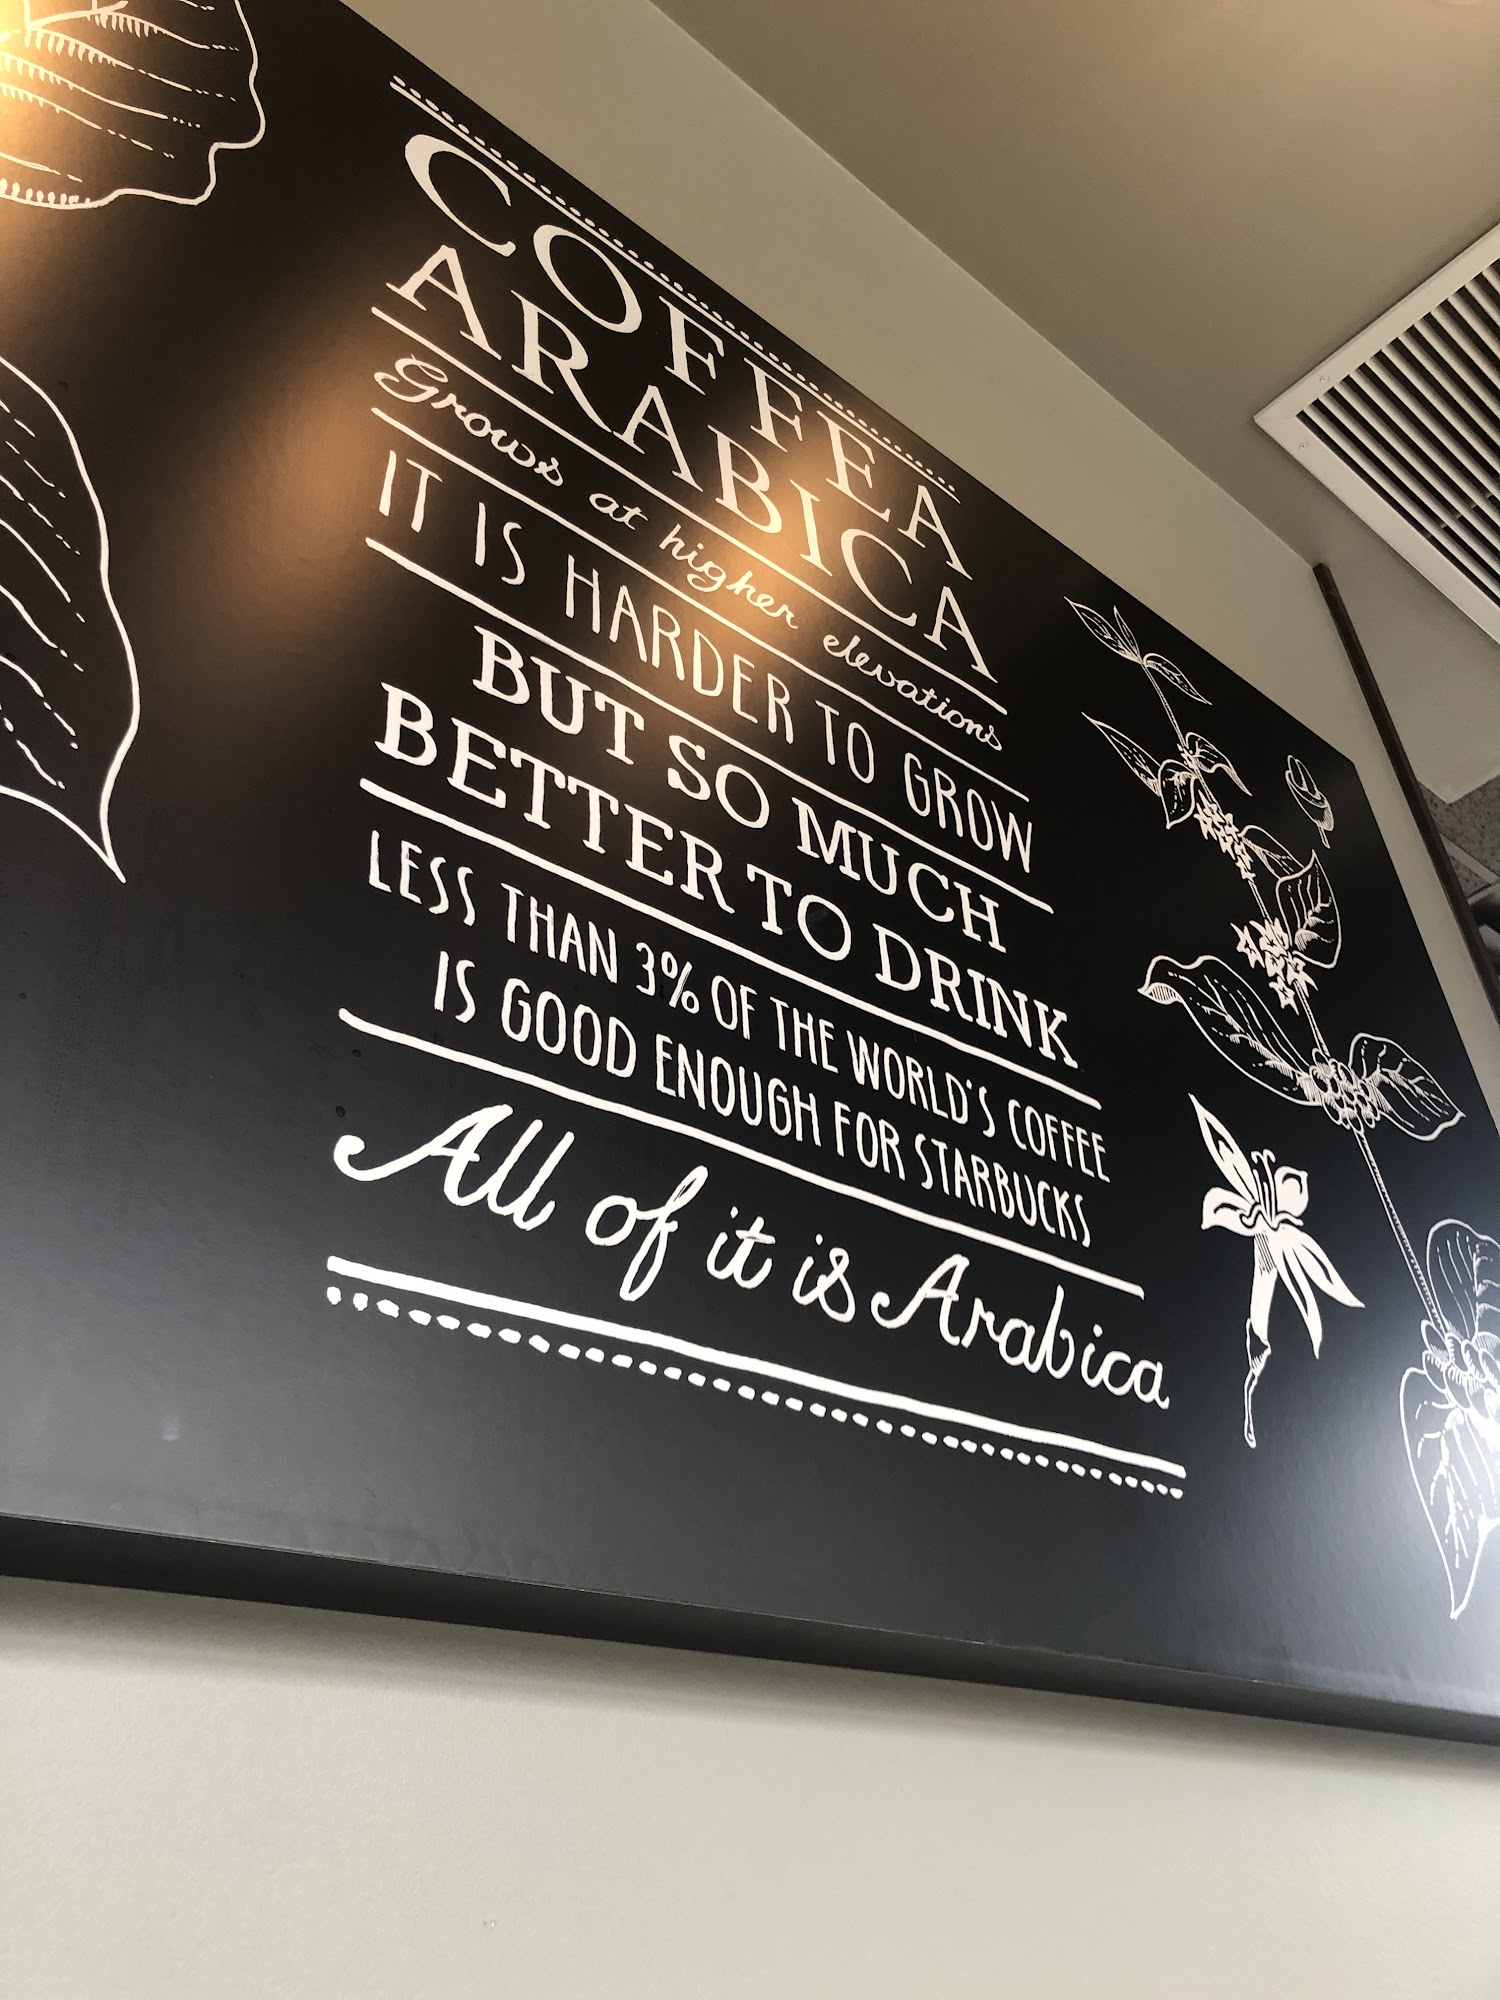 COFFEA
ARABICA
Grows at higher elevations
IT IS HARDER TO GROW
BUT SO MUCH
BETTER TO DRINK
LESS THAN 3% OF THE WORLD'S COFFEE
IS GOOD ENOUGH FOR STARBUCKS
All of it is Arabica